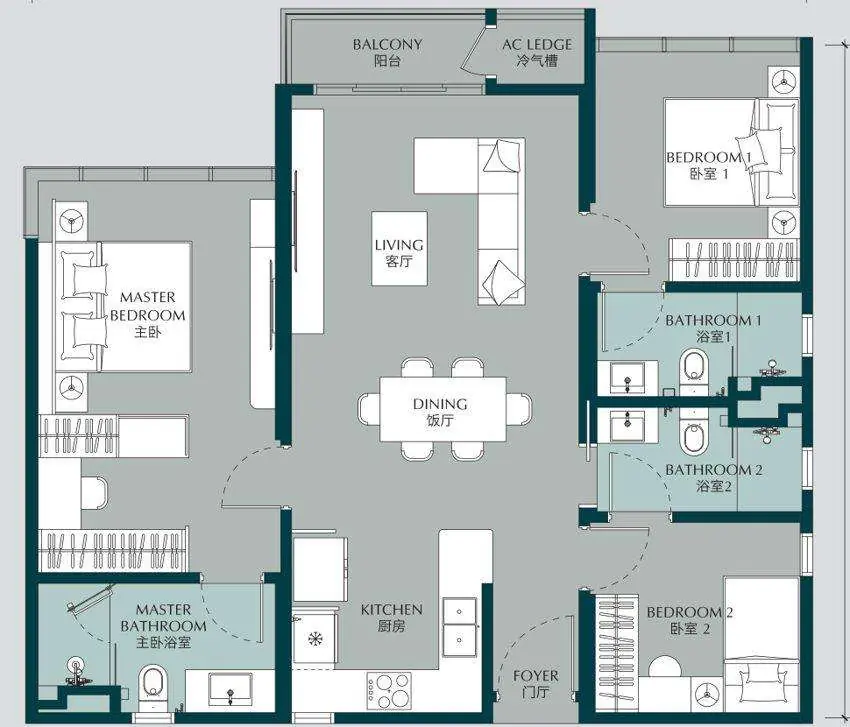 BALCONY
阳台
AC LEDGE
冷气槽
BEDROOM 1
卧室 1
LIVING
客厅
MASTER
BEDROOM
主卧
BATHROOM 1
浴室1
DINING
饭厅
BATHROOM 2
浴室2
MASTER
BATHROOM
主卧浴室
KITCHEN
厨房
BEDROOM 2
卧室 2
FOYER
门厅